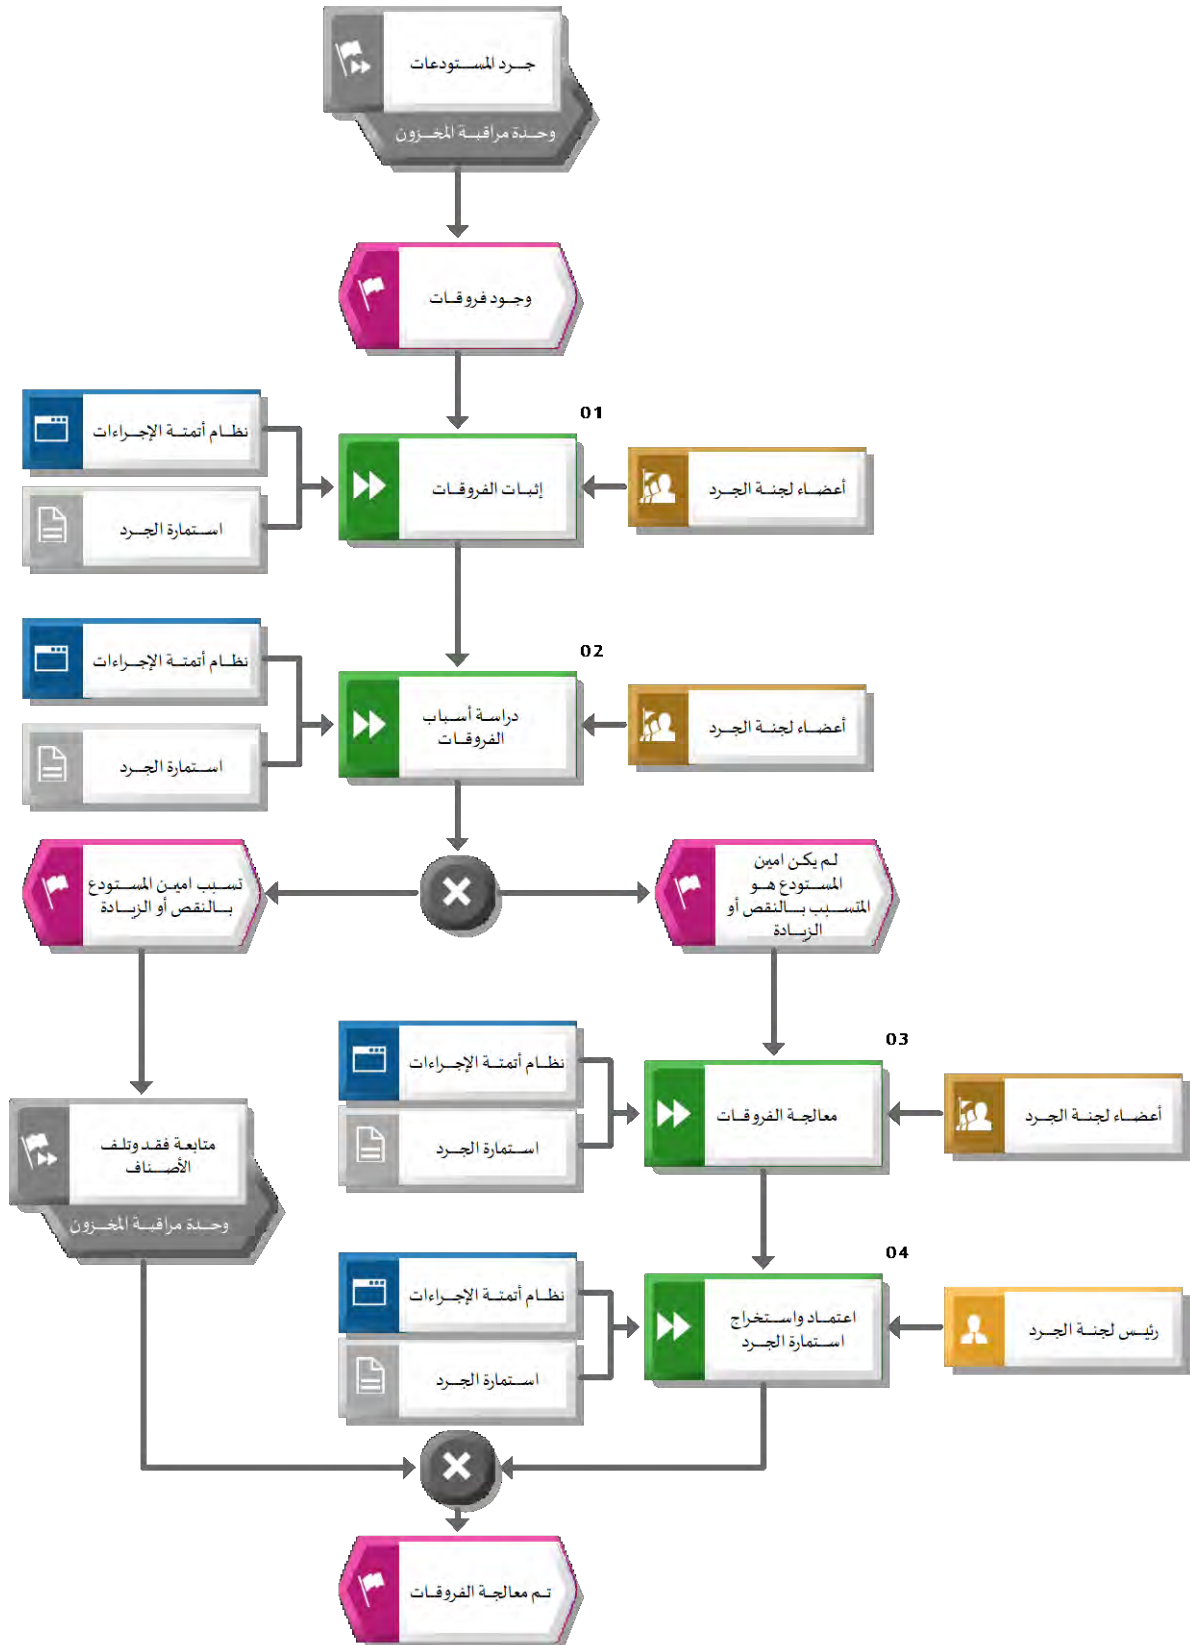 جرد المستودعات
وحدة مراقبة المخزون
وجود فروقات
01
نظام أتمتة الإجراءات
إثبات الفروقات
أعضاء لجنة الجرد
استمارة الجرد
02
نظام أتمتة الإجراءات
دراسة أسباب
الفروقات
أعضاء لجنة الجرد
استمارة الجرد
لم يكن امين
المستودع هو
المتسبب بالنقص أو
الزيادة
تسبب امين المستودع
بالنقص أو الزيادة
03
نظام أتمتة الإجراءات
معالجة الفروقات
أعضاء لجنة الجرد
استمارة الجرد
متابعة فقد وتلف
الأصناف
وحدة مراقبة المخزون
04
نظام أتمتة الإجراءات
اعتماد واستخراج
استمارة الجرد
رئيس لجنة الجرد
استمارة الجرد
تم معالجة الفروقات